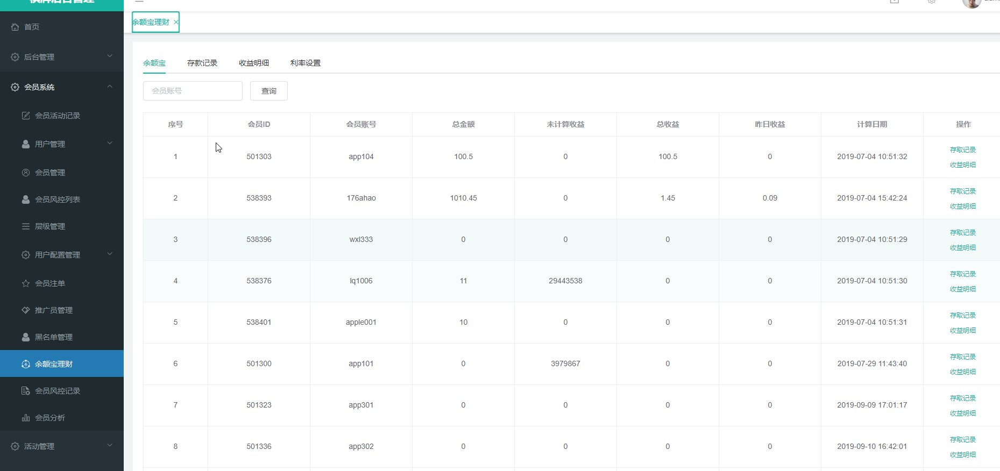 余额宝理财
首页
后台管理
会员系统
会员活动记录
用户管理
会员管理
会员风控列表
层级管理
用户配置管理
会员注单
推广员管理
黑名单管理
余额宝理财
会员风控记录
会员分析
活动管理
余额宝 存款记录 收益明细 利率设置
会员账号 查询
序号 会员ID 会员账号 总金额 未计算收益 总收益 昨日收益 计算日期 操作
1 501303 app104 100.5 0 100.5 0 2019-07-04 10:51:32 存取记录 收益明细
2 538393 176ahao 1010.45 0 1.45 0.09 2019-07-04 15:42:24 存取记录 收益明细
3 538396 wxl333 0 0 0 0 2019-07-04 10:51:29 存取记录 收益明细
4 538376 lq1006 11 29443538 0 0 2019-07-04 10:51:30 存取记录 收益明细
5 538401 apple001 10 0 0 0 2019-07-04 10:51:31 存取记录 收益明细
6 501300 app101 0 3979867 0 0 2019-07-29 11:43:40 存取记录 收益明细
7 501323 app301 0 0 0 0 2019-09-09 17:01:17 存取记录 收益明细
8 501336 app302 0 0 0 0 2019-09-10 16:42:01 存取记录 收益明细